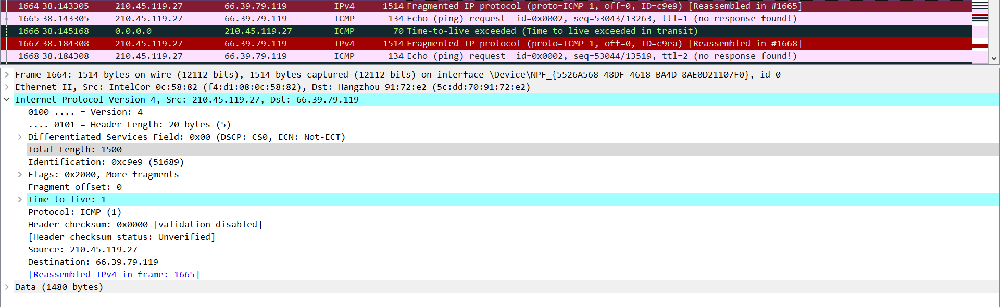 1664 38.143305 210.45.119.27 66.39.79.119 IPv4 1514 Fragmented IP protocol (proto=ICMP 1, off=0, ID=c9e9) [Reassembled in #1665]
1665 38.143305 210.45.119.27 66.39.79.119 ICMP 134 Echo (ping) request id=0x0002, seq=53043/13263, ttl=1 (no response found!)
1666 38.145168 0.0.0.0 210.45.119.27 ICMP 70 Time-to-live exceeded (Time to live exceeded in transit)
1667 38.184308 210.45.119.27 66.39.79.119 IPv4 1514 Fragmented IP protocol (proto=ICMP 1, off=0, ID=c9ea) [Reassembled in #1668]
1668 38.184308 210.45.119.27 66.39.79.119 ICMP 134 Echo (ping) request id=0x0002, seq=53044/13519, ttl=2 (no response found!)
Frame 1664: 1514 bytes on wire (12112 bits), 1514 bytes captured (12112 bits) on interface \Device\NPF_{5526A568-48DF-4618-BA4D-8AE0D21107F0}, id 0
Ethernet II, Src: IntelCor_0c:58:82 (f4:d1:08:0c:58:82), Dst: Hangzhou_91:72:e2 (5c:dd:70:91:72:e2)
Internet Protocol Version 4, Src: 210.45.119.27, Dst: 66.39.79.119
0100 .... = Version: 4
.... 0101 = Header Length: 20 bytes (5)
Differentiated Services Field: 0x00 (DSCP: CS0, ECN: Not-ECT)
Total Length: 1500
Identification: 0xc9e9 (51689)
Flags: 0x2000, More fragments
Fragment offset: 0
Time to live: 1
Protocol: ICMP (1)
Header checksum: 0x0000 [validation disabled]
[Header checksum status: Unverified]
Source: 210.45.119.27
Destination: 66.39.79.119
[Reassembled IPv4 in frame: 1665]
Data (1480 bytes)